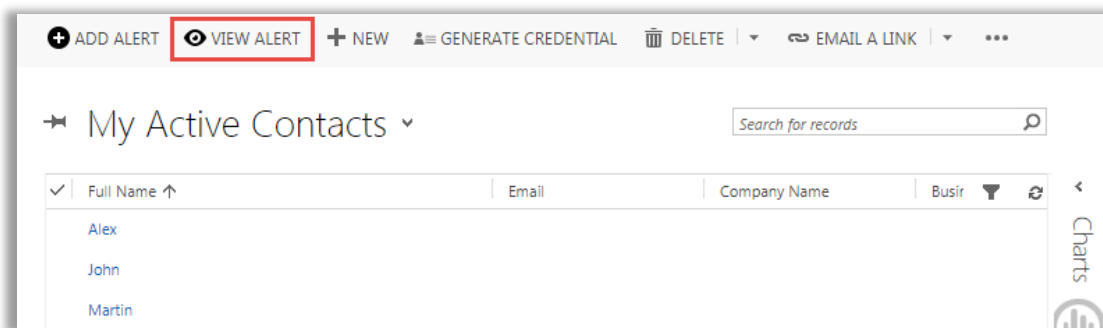 ADD ALERT VIEW ALERT NEW GENERATE CREDENTIAL DELETE EMAIL A LINK ...
My Active Contacts
Search for records
Full Name Email Company Name Busir
Alex
John
Martin
Charts